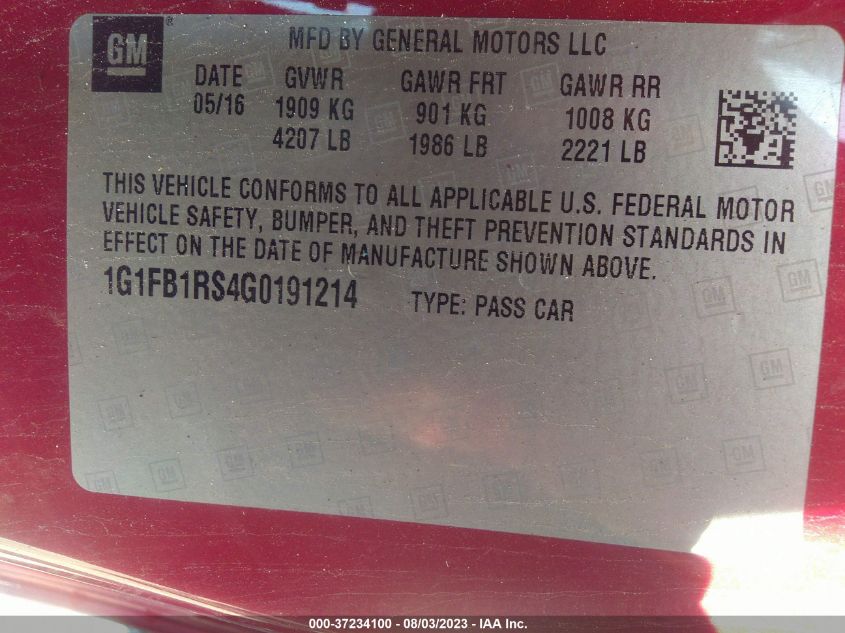 GM ® MFD BY GENERAL MOTORS LLC
DATE GVWR GAWR FRT GAWR RR
05/16 1909 KG 901 KG 1008 KG
4207 LB 1986 LB 2221 LB
THIS VEHICLE CONFORMS TO ALL APPLICABLE U.S. FEDERAL MOTOR
VEHICLE SAFETY, BUMPER, AND THEFT PREVENTION STANDARDS IN
EFFECT ON THE DATE OF MANUFACTURE SHOWN ABOVE.
1G1FB1RS4G0191214 TYPE: PASS CAR
000-37234100 - 08/03/2023 - IAA Inc.